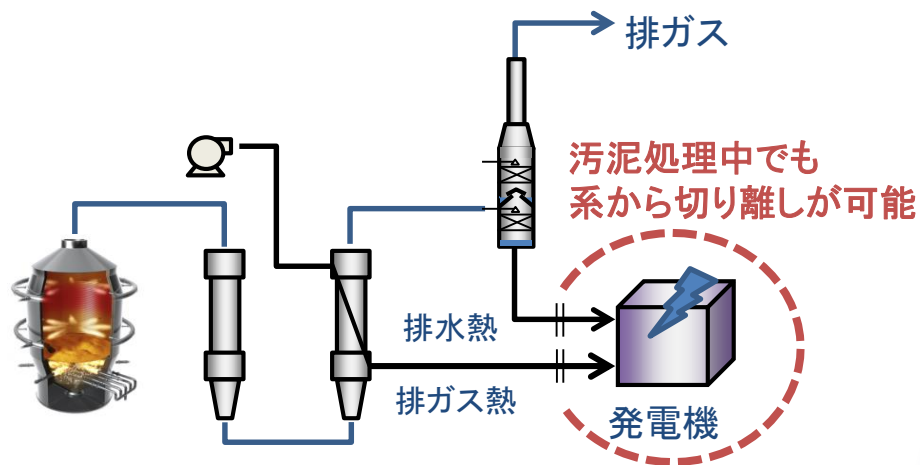 排ガス
汚泥処理中でも
系から切り離しが可能
排水熱
排ガス熱
発電機